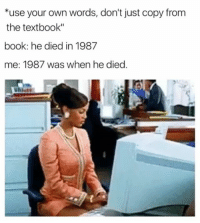 *use your own words, don't just copy from
the textbook"
book: he died in 1987
me: 1987 was when he died.